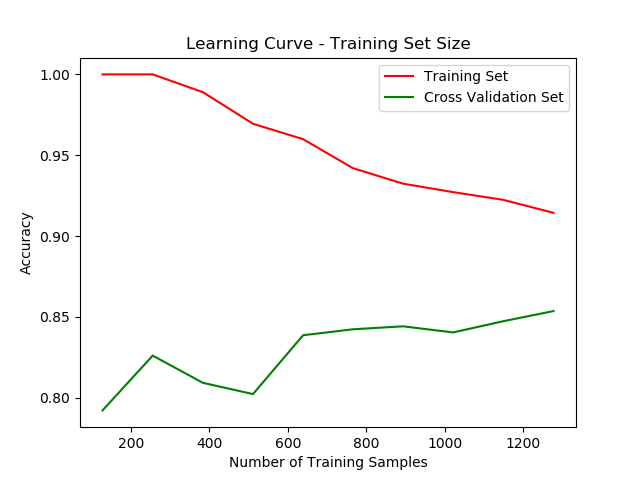 Learning Curve - Training Set Size
Training Set
Cross Validation Set
1.00
0.95
0.90
0.85
0.80
Accuracy
200 400 600 800 1000 1200
Number of Training Samples